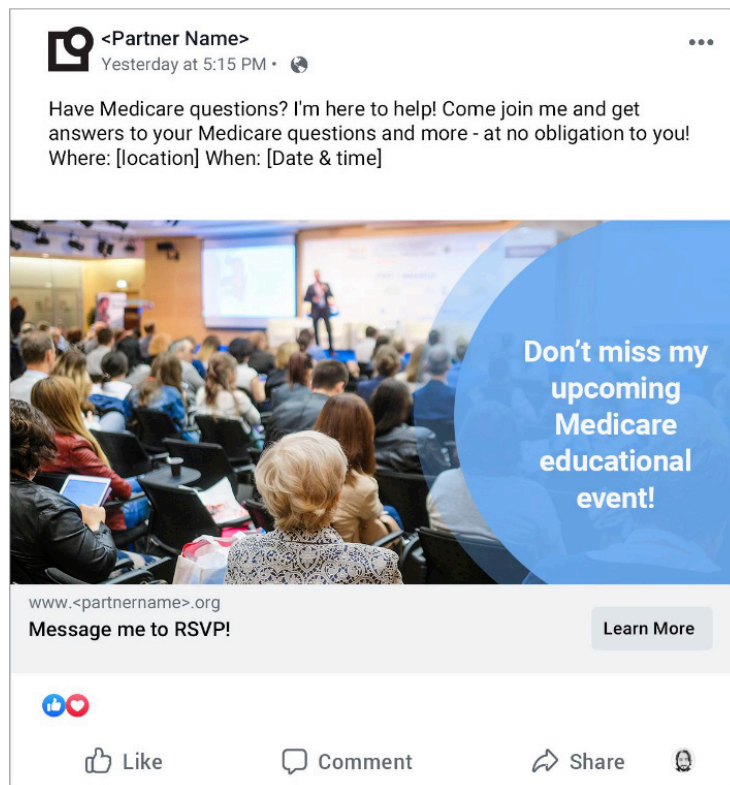 <Partner Name>
Yesterday at 5:15 PM •
Have Medicare questions? I'm here to help! Come join me and get
answers to your Medicare questions and more - at no obligation to you!
Where: [location] When: [Date & time]
Don't miss my
upcoming
Medicare
educational
event!
www.<partnername>.org
Message me to RSVP!
Learn More
Like
Comment
Share